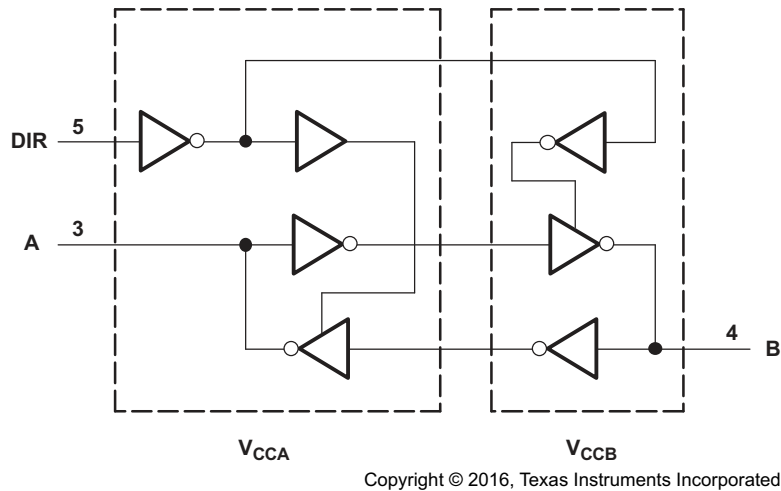 DIR 5
A 3
4 B
VCCA VCCB
Copyright © 2016, Texas Instruments Incorporated